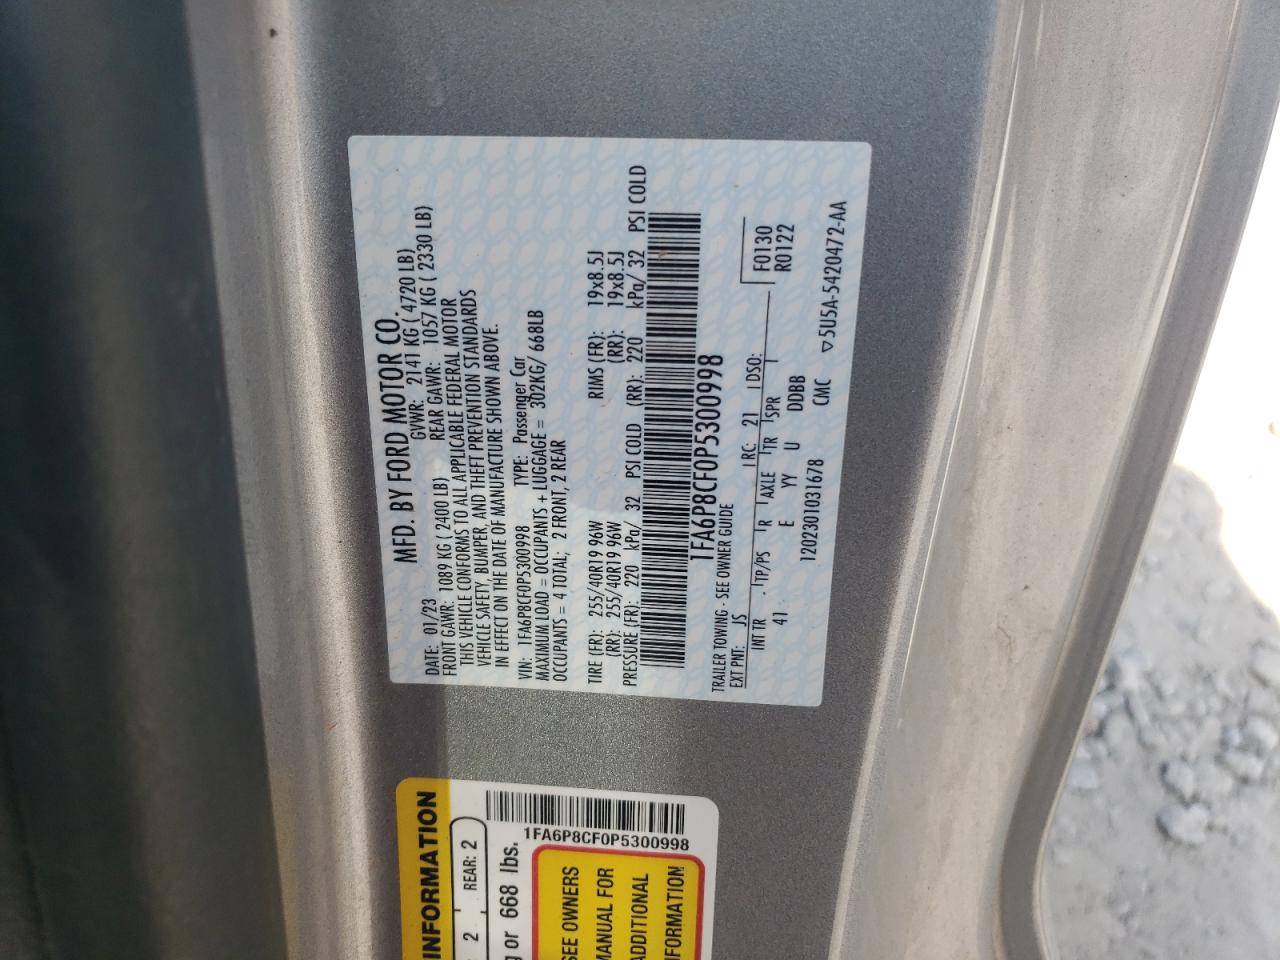 MFD. BY FORD MOTOR CO.
DATE: 01/23 GVWR: 2141 KG ( 4720 LB)
FRONT GAWR: 1089 KG ( 2400 LB) REAR GAWR: 1057 KG ( 2330 LB)
THIS VEHICLE CONFORMS TO ALL APPLICABLE FEDERAL MOTOR
VEHICLE SAFETY, BUMPER, AND THEFT PREVENTION STANDARDS
IN EFFECT ON THE DATE OF MANUFACTURE SHOWN ABOVE.
VIN: 1FA6P8CF0P5300998 TYPE: Passenger Car
MAXIMUM LOAD = OCCUPANTS + LUGGAGE = 302KG/ 668LB
OCCUPANTS = 4 TOTAL; 2 FRONT, 2 REAR
TIRE (FR): 255/40R19 96W RIMS (FR): 19x8.5J
(RR): 255/40R19 96W (RR): 19x8.5J
PRESSURE (FR): 220 kPa/ 32 PSI COLD (RR): 220 kPa/ 32 PSI COLD
1FA6P8CF0P5300998
TRAILER TOWING - SEE OWNER GUIDE
EXT PNT: JS RC: 21 DSO: F0130
INT TR TP/PS R AXLE TR SPR R0122
41 E YY U DDBB
120230103​1678 CMC ▽5U5A-5420472-AA
INFORMATION
2 REAR: 2
or 668 lbs.
1FA6P8CF0P5300998
SEE OWNERS
MANUAL FOR
ADDITIONAL
INFORMATION